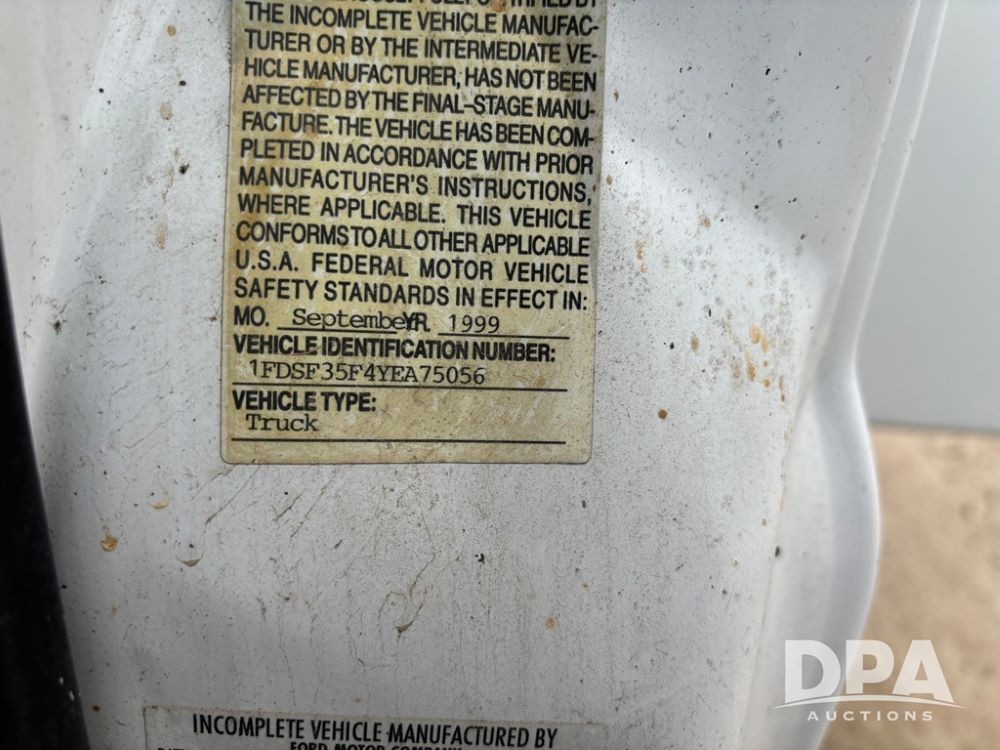 THE INCOMPLETE VEHICLE MANUFAC-
TURER OR BY THE INTERMEDIATE VE-
HICLE MANUFACTURER, HAS NOT BEEN
AFFECTED BY THE FINAL-STAGE MANU-
FACTURE. THE VEHICLE HAS BEEN COM-
PLETED IN ACCORDANCE WITH PRIOR
MANUFACTURER'S INSTRUCTIONS,
WHERE APPLICABLE. THIS VEHICLE
CONFORMS TO ALL OTHER APPLICABLE
U.S.A. FEDERAL MOTOR VEHICLE
SAFETY STANDARDS IN EFFECT IN:
MO. September YR. 1999
VEHICLE IDENTIFICATION NUMBER:
1FDSF35F4YEA75056
VEHICLE TYPE:
Truck
INCOMPLETE VEHICLE MANUFACTURED BY
FORD MOTOR COMPANY
DPA
AUCTIONS